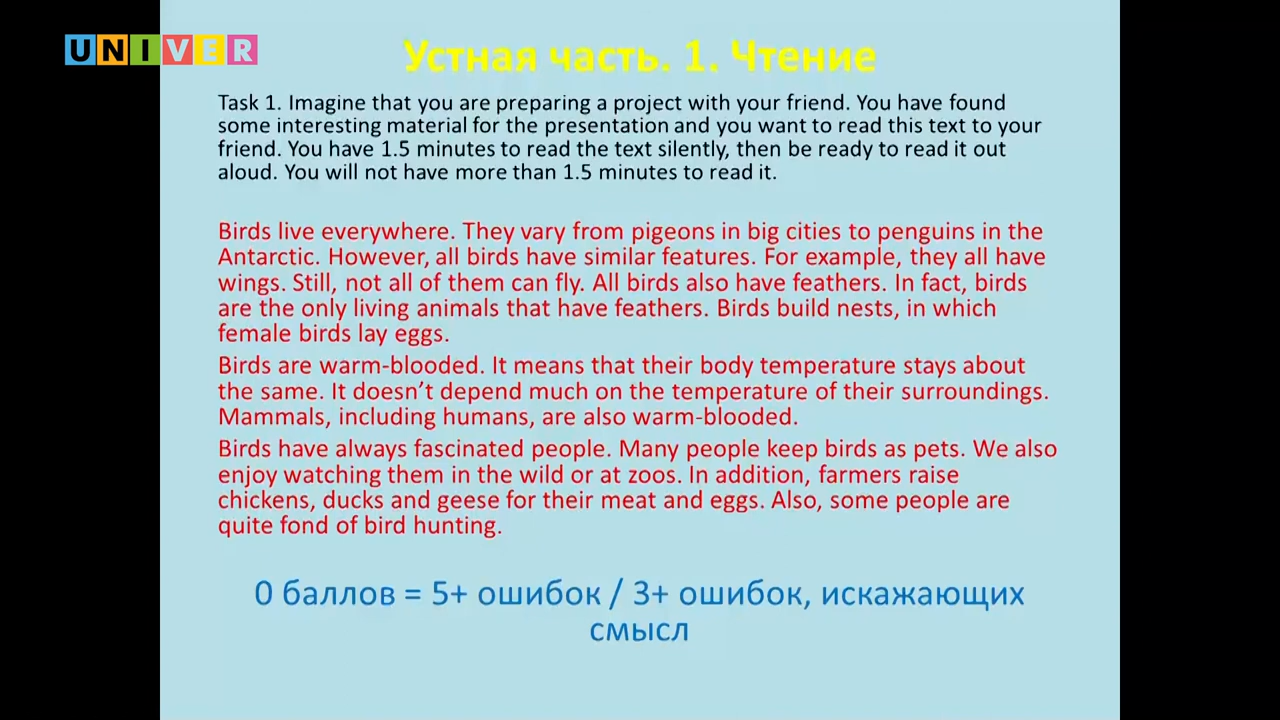 UNIVER
Устная часть. 1. Чтение
Task 1. Imagine that you are preparing a project with your friend. You have found
some interesting material for the presentation and you want to read this text to your
friend. You have 1.5 minutes to read the text silently, then be ready to read it out
aloud. You will not have more than 1.5 minutes to read it.
Birds live everywhere. They vary from pigeons in big cities to penguins in the
Antarctic. However, all birds have similar features. For example, they all have
wings. Still, not all of them can fly. All birds also have feathers. In fact, birds
are the only living animals that have feathers. Birds build nests, in which
female birds lay eggs.
Birds are warm-blooded. It means that their body temperature stays about
the same. It doesn’t depend much on the temperature of their surroundings.
Mammals, including humans, are also warm-blooded.
Birds have always fascinated people. Many people keep birds as pets. We also
enjoy watching them in the wild or at zoos. In addition, farmers raise
chickens, ducks and geese for their meat and eggs. Also, some people are
quite fond of bird hunting.
0 баллов = 5+ ошибок / 3+ ошибок, искажающих
смысл